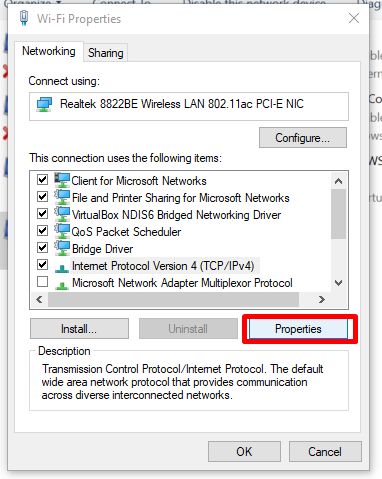 Organize
Connect To
Disable this network device
Diag
Wi-Fi Properties
Networking
Sharing
Connect using:
Realtek 8822BE Wireless LAN 802.11ac PCI-E NIC
Configure...
This connection uses the following items:
Client for Microsoft Networks
File and Printer Sharing for Microsoft Networks
VirtualBox NDIS6 Bridged Networking Driver
QoS Packet Scheduler
Bridge Driver
Internet Protocol Version 4 (TCP/IPv4)
Microsoft Network Adapter Multiplexor Protocol
Install...
Uninstall
Properties
Description
Transmission Control Protocol/Internet Protocol. The default
wide area network protocol that provides communication
across diverse interconnected networks.
OK
Cancel